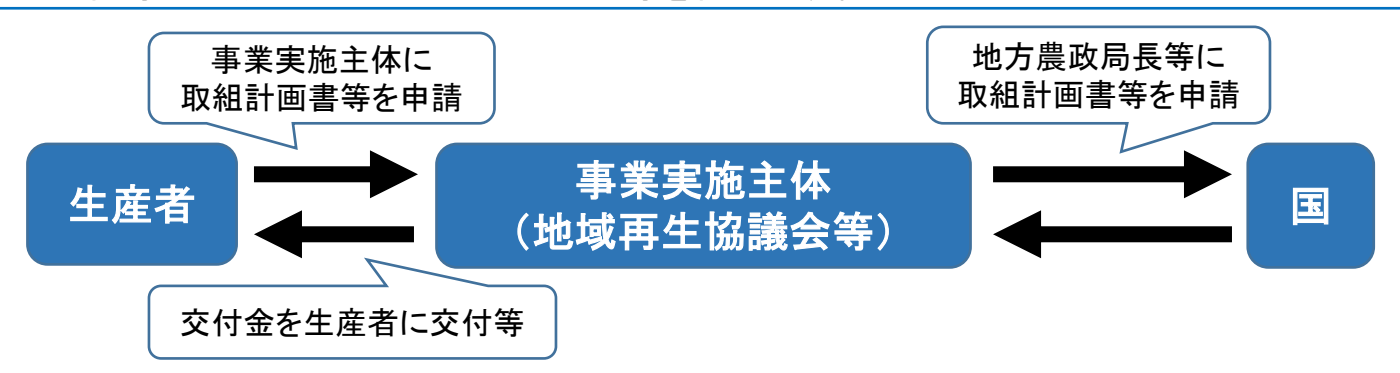 事業実施主体に
取組計画書等を申請
地方農政局長等に
取組計画書等を申請
生産者
事業実施主体
（地域再生協議会等）
国
交付金を生産者に交付等